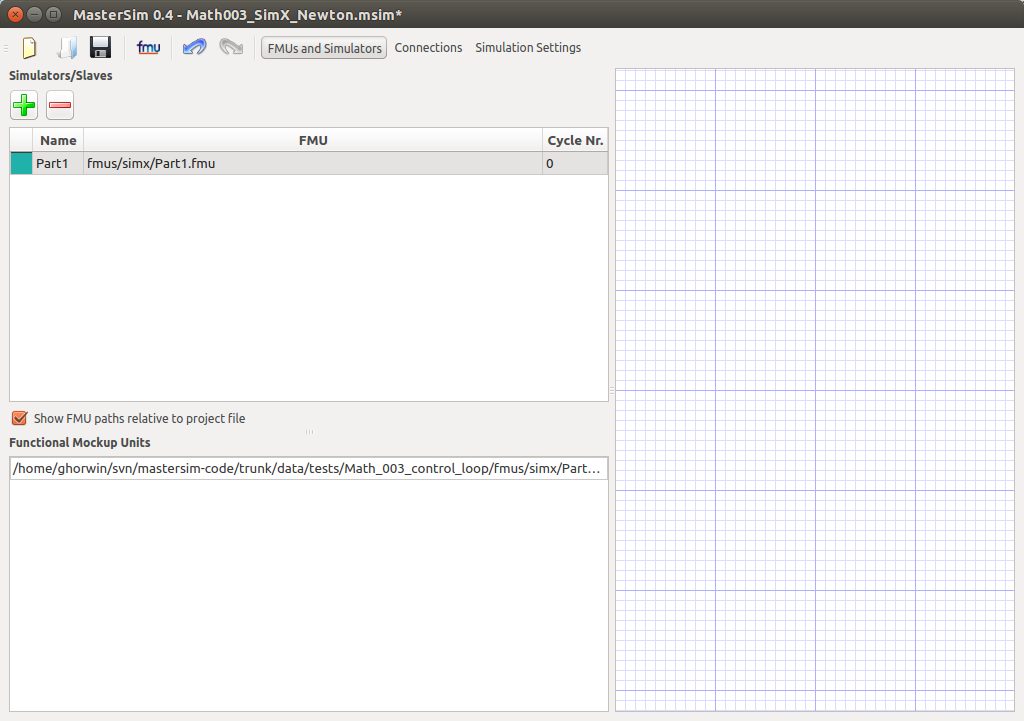 MasterSim 0.4 - Math003_SimX_Newton.msim*
fmu FMUs and Simulators Connections Simulation Settings
Simulators/Slaves
Name FMU Cycle Nr.
Part1 fmus/simx/Part1.fmu 0
Show FMU paths relative to project file
Functional Mockup Units
/home/ghorwin/svn/mastersim-code/trunk/data/tests/Math_003_control_loop/fmus/simx/Part...